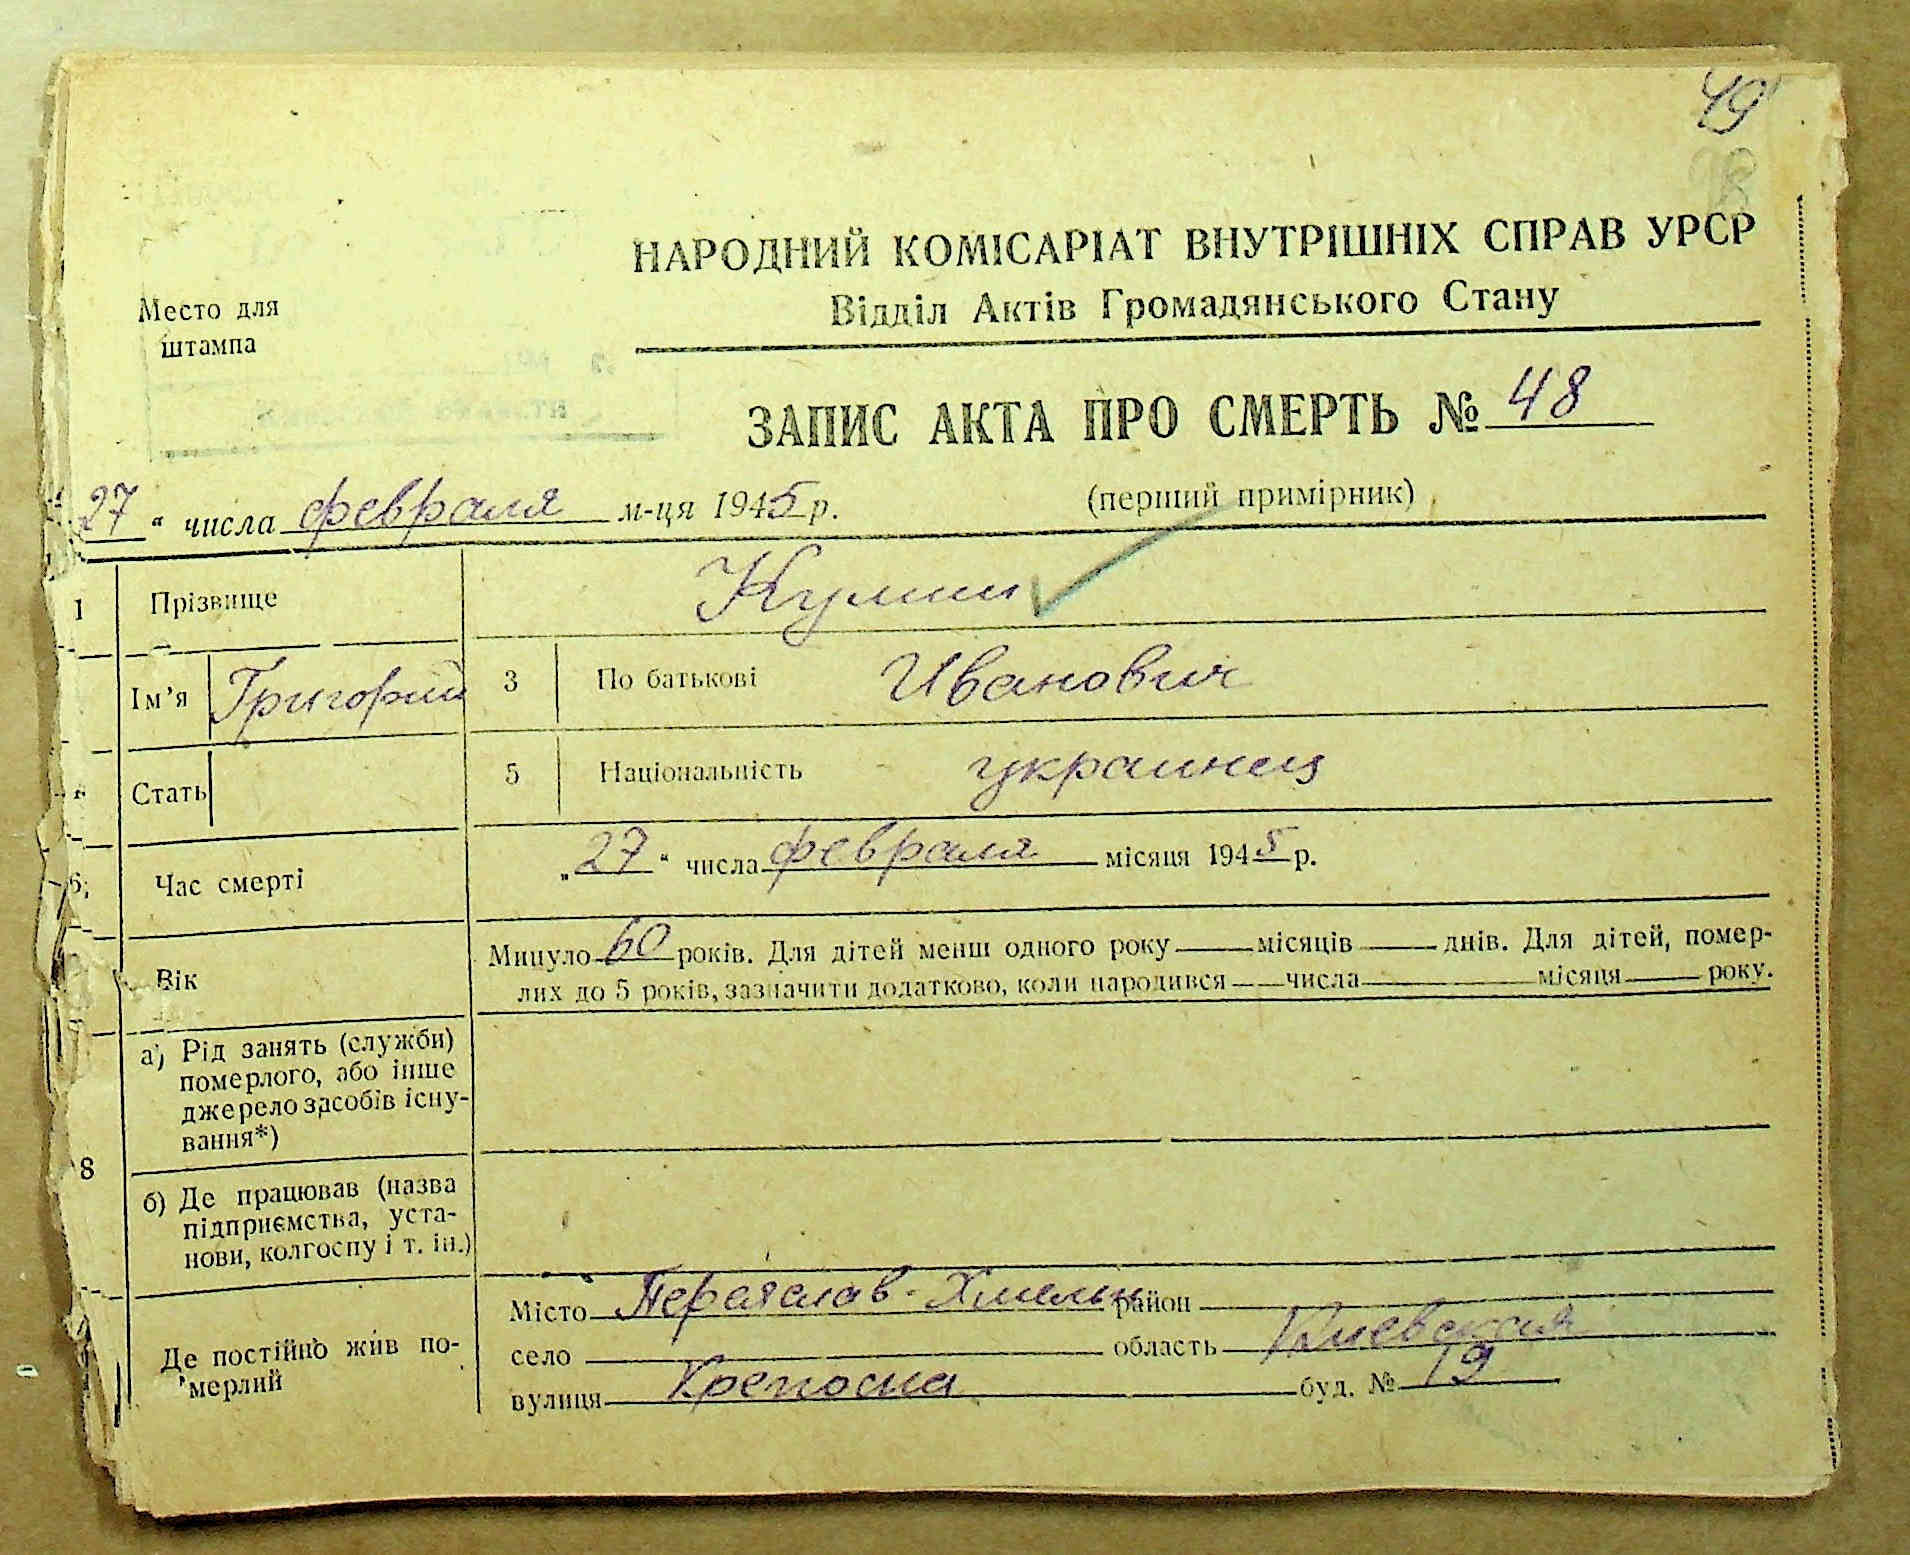 49
НАРОДНИЙ КОМІСАРІАТ ВНУТРІШНІХ СПРАВ УРСР
Відділ Актів Громадянського Стану
Место для
штампа
ЗАПИС АКТА ПРО СМЕРТЬ № 48
27 “ числа февраля м-ця 1945 р. (перший примірник)
1 Прізвище
Ім’я Григорий 3 По батькові Иванович
Стать 5 Національність украинец
6 Час смерті „27“ числа февраля місяця 1945 р.
Вік Минуло 60 років. Для дітей менш одного року місяців днів. Для дітей, помер-
лих до 5 років, зазначити додатково, коли народився числа місяця року.
8 а) Рід занять (служби)
померлого, або інше
джерело засобів існу-
вання*)
б) Де працював (назва
підприємства, уста-
нови, колгоспу і т. ін.)
Де постійно жив по-
мерлий
Місто Переяслав-Хмельн район
село область Киевская
вулиця буд. № 19